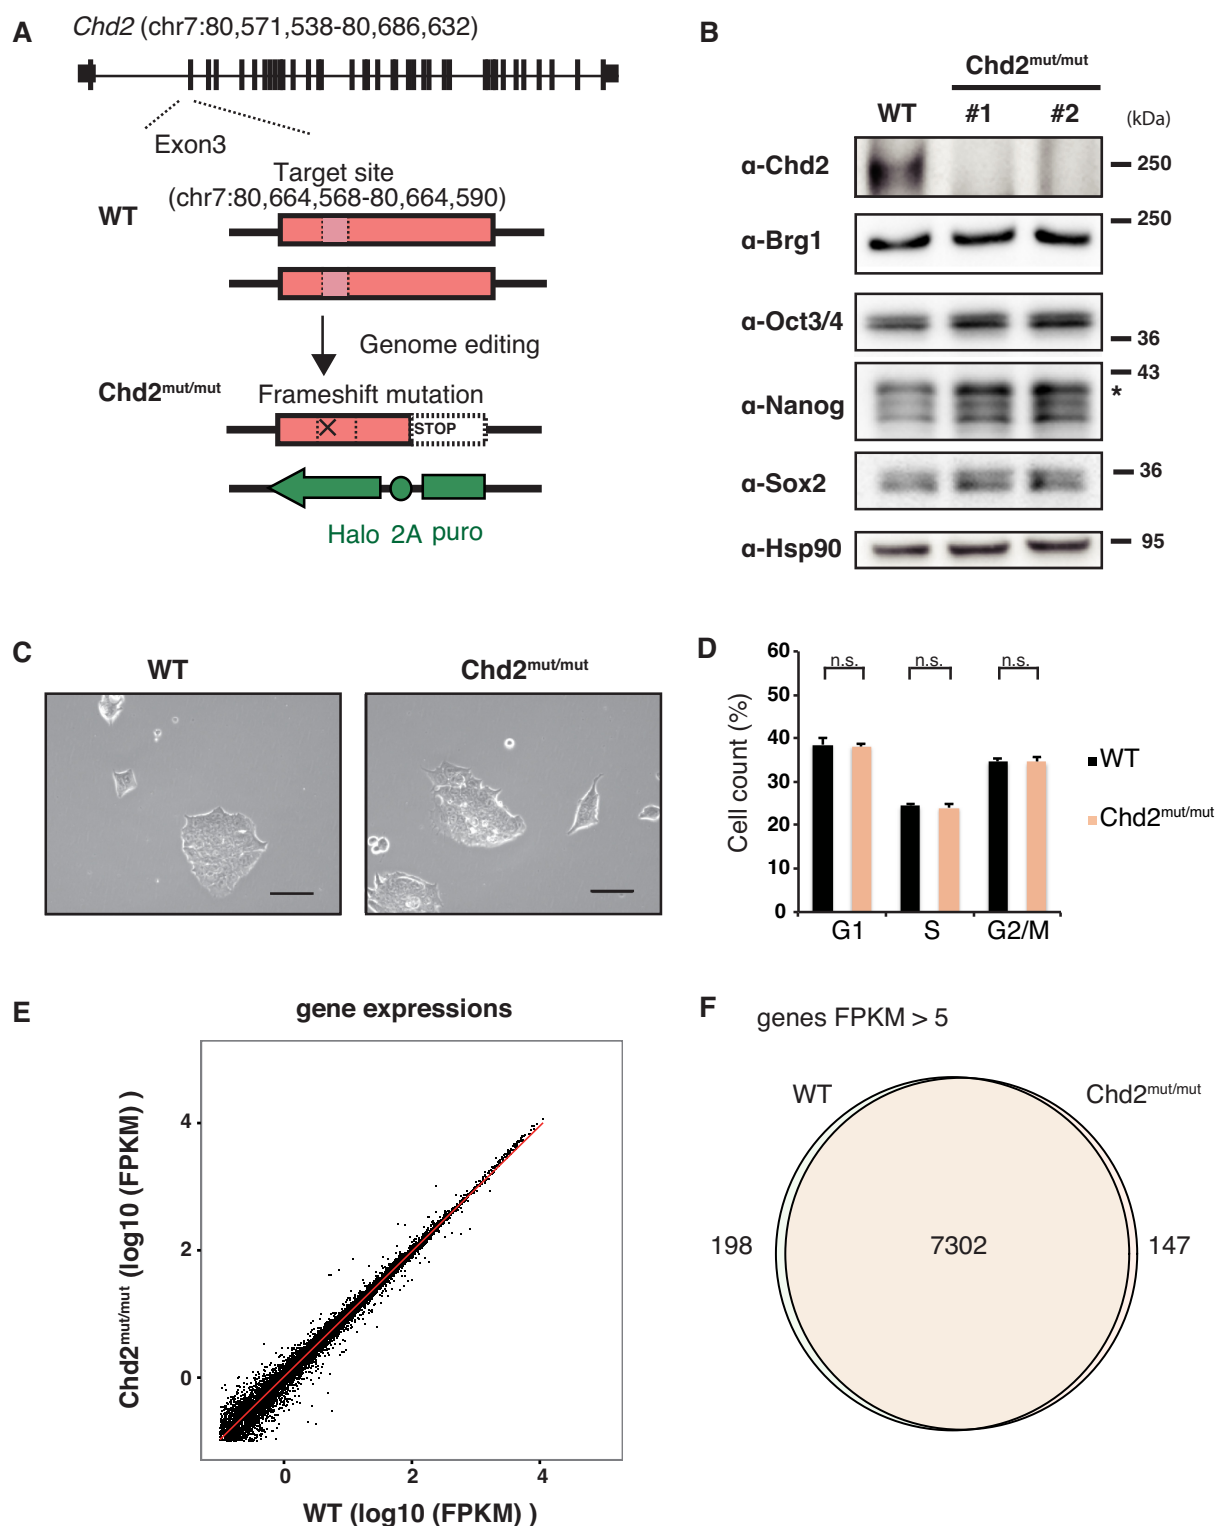 A
Chd2 (chr7:80,571,538-80,686,632)
Exon3
Target site
(chr7:80,664,568-80,664,590)
WT
Genome editing
Chd2mut/mut
Frameshift mutation
STOP
Halo 2A puro
B
Chd2mut/mut
WT #1 #2 (kDa)
α-Chd2 250
250
α-Brg1
α-Oct3/4
36
43
*
α-Nanog
36
α-Sox2
α-Hsp90 95
C
WT Chd2mut/mut
D
60
50
40
30
20
10
0
Cell count (%)
n.s. n.s. n.s.
G1 S G2/M
WT
Chd2mut/mut
E
gene expressions
Chd2mut/mut (log10 (FPKM) )
4
2
0
0 2 4
WT (log10 (FPKM) )
F
genes FPKM > 5
WT Chd2mut/mut
198 7302 147